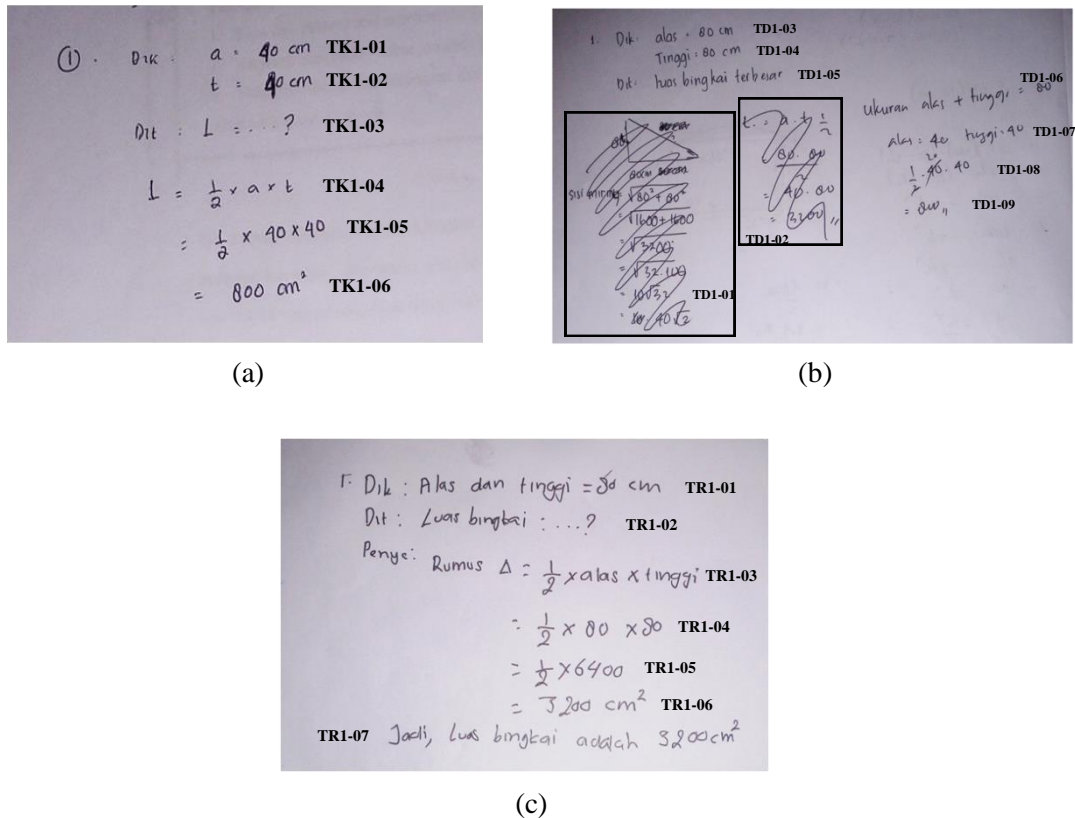 ① . Dik : a = 40 cm TK1-01
t = 40 cm TK1-02
Dit : L = ... ? TK1-03
L = 1/2 x a x t TK1-04
= 1/2 x 40 x 40 TK1-05
= 800 cm² TK1-06
(a)
1. Dik : alas = 80 cm TD1-03
Tinggi = 80 cm TD1-04
Dit : luas bingkai terbesar TD1-05
sisi miring = √80² + 80²
= √1600 + 1600
= √3200
= √32.100
= 10√32 TD1-01
40√2
L = a . t 1/2
80 . 80
= 40 . 80
= 3200 ,,
TD1-02
TD1-06
Ukuran alas + tinggi = 80
alas = 40 tinggi = 40 TD1-07
20
1/2 . 40 . 40 TD1-08
= 800 ,, TD1-09
(b)
1. Dik : Alas dan tinggi = 80 cm TR1-01
Dit : Luas bingkai : ... ? TR1-02
Penye :
Rumus Δ = 1/2 x alas x tinggi TR1-03
= 1/2 x 80 x 80 TR1-04
= 1/2 x 6400 TR1-05
= 3200 cm² TR1-06
TR1-07 Jadi, Luas bingkai adalah 3200 cm²
(c)